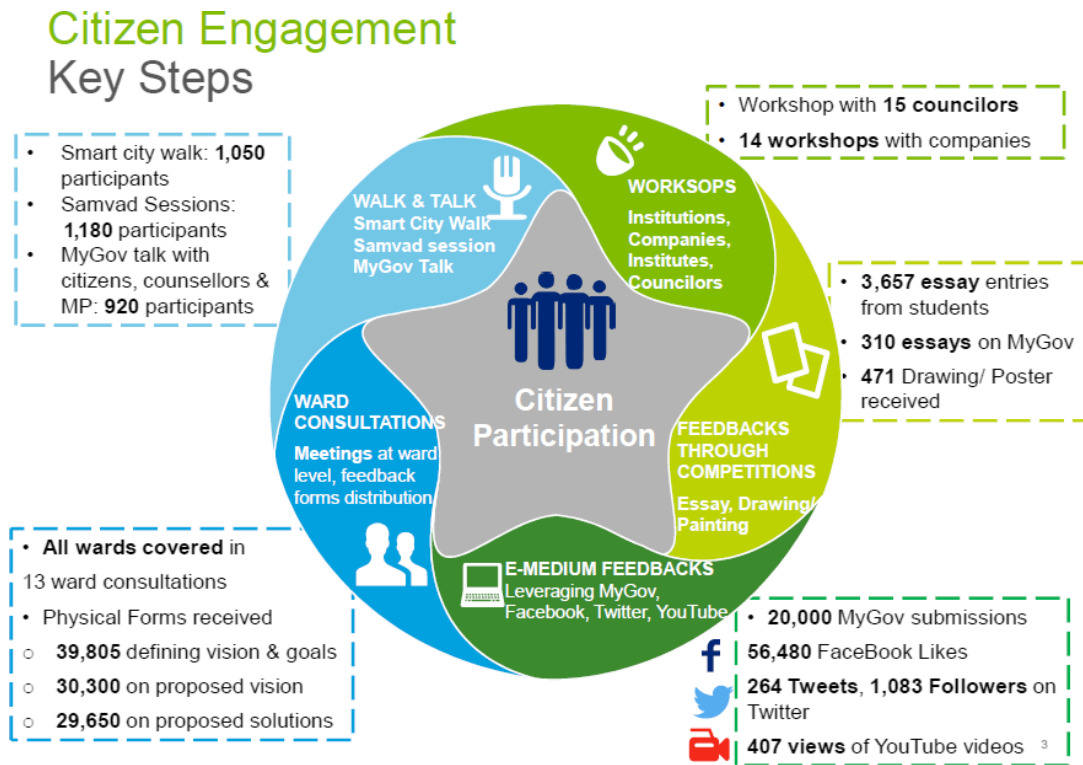 Citizen Engagement
Key Steps
• Smart city walk: 1,050
participants
• Samvad Sessions:
1,180 participants
• MyGov talk with
citizens, counsellors &
MP: 920 participants
WALK & TALK
Smart City Walk
Samvad session
MyGov Talk
WORKSOPS
Institutions,
Companies,
Institutes,
Councilors
• Workshop with 15 councilors
• 14 workshops with companies
• 3,657 essay entries
from students
• 310 essays on MyGov
• 471 Drawing/ Poster
received
Citizen
Participation
WARD
CONSULTATIONS
Meetings at ward
level, feedback
forms distribution
FEEDBACKS
THROUGH
COMPETITIONS
Essay, Drawing/
Painting
E-MEDIUM FEEDBACKS
Leveraging MyGov,
Facebook, Twitter, YouTube
• All wards covered in
13 ward consultations
• Physical Forms received
o 39,805 defining vision & goals
o 30,300 on proposed vision
o 29,650 on proposed solutions
• 20,000 MyGov submissions
f 56,480 FaceBook Likes
264 Tweets, 1,083 Followers on
Twitter
407 views of YouTube videos
3